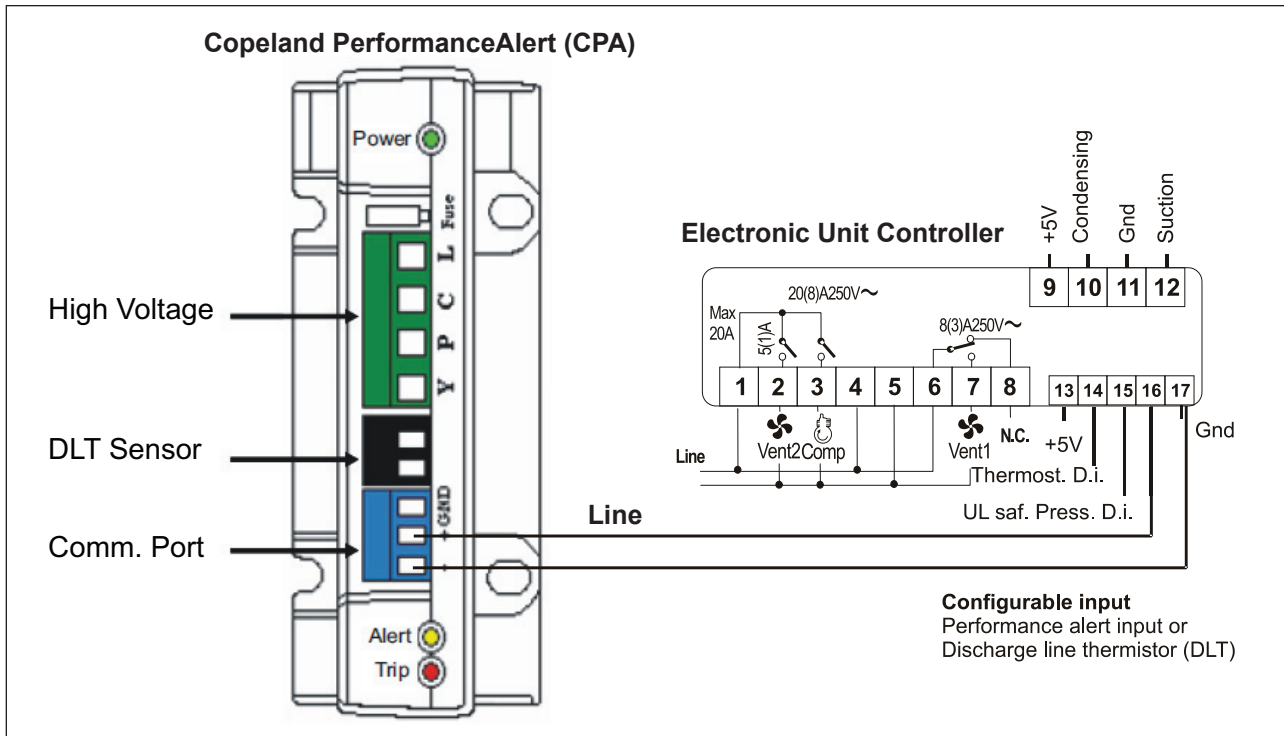 Copeland PerformanceAlert (CPA)
Power
Fuse
L
C
P
Y
High Voltage
DLT Sensor
GND
+
-
Comm. Port
Alert
Trip
Line
Electronic Unit Controller
+5V
Condensing
Gnd
Suction
9 10 11 12
20(8)A250V~
Max
20A
5(1)A
8(3)A250V~
1 2 3 4 5 6 7 8
13 14 15 16 17
Line
Vent2 Comp
Vent1
N.C.
+5V
Gnd
Thermost. D.i.
UL saf. Press. D.i.
Configurable input
Performance alert input or
Discharge line thermistor (DLT)